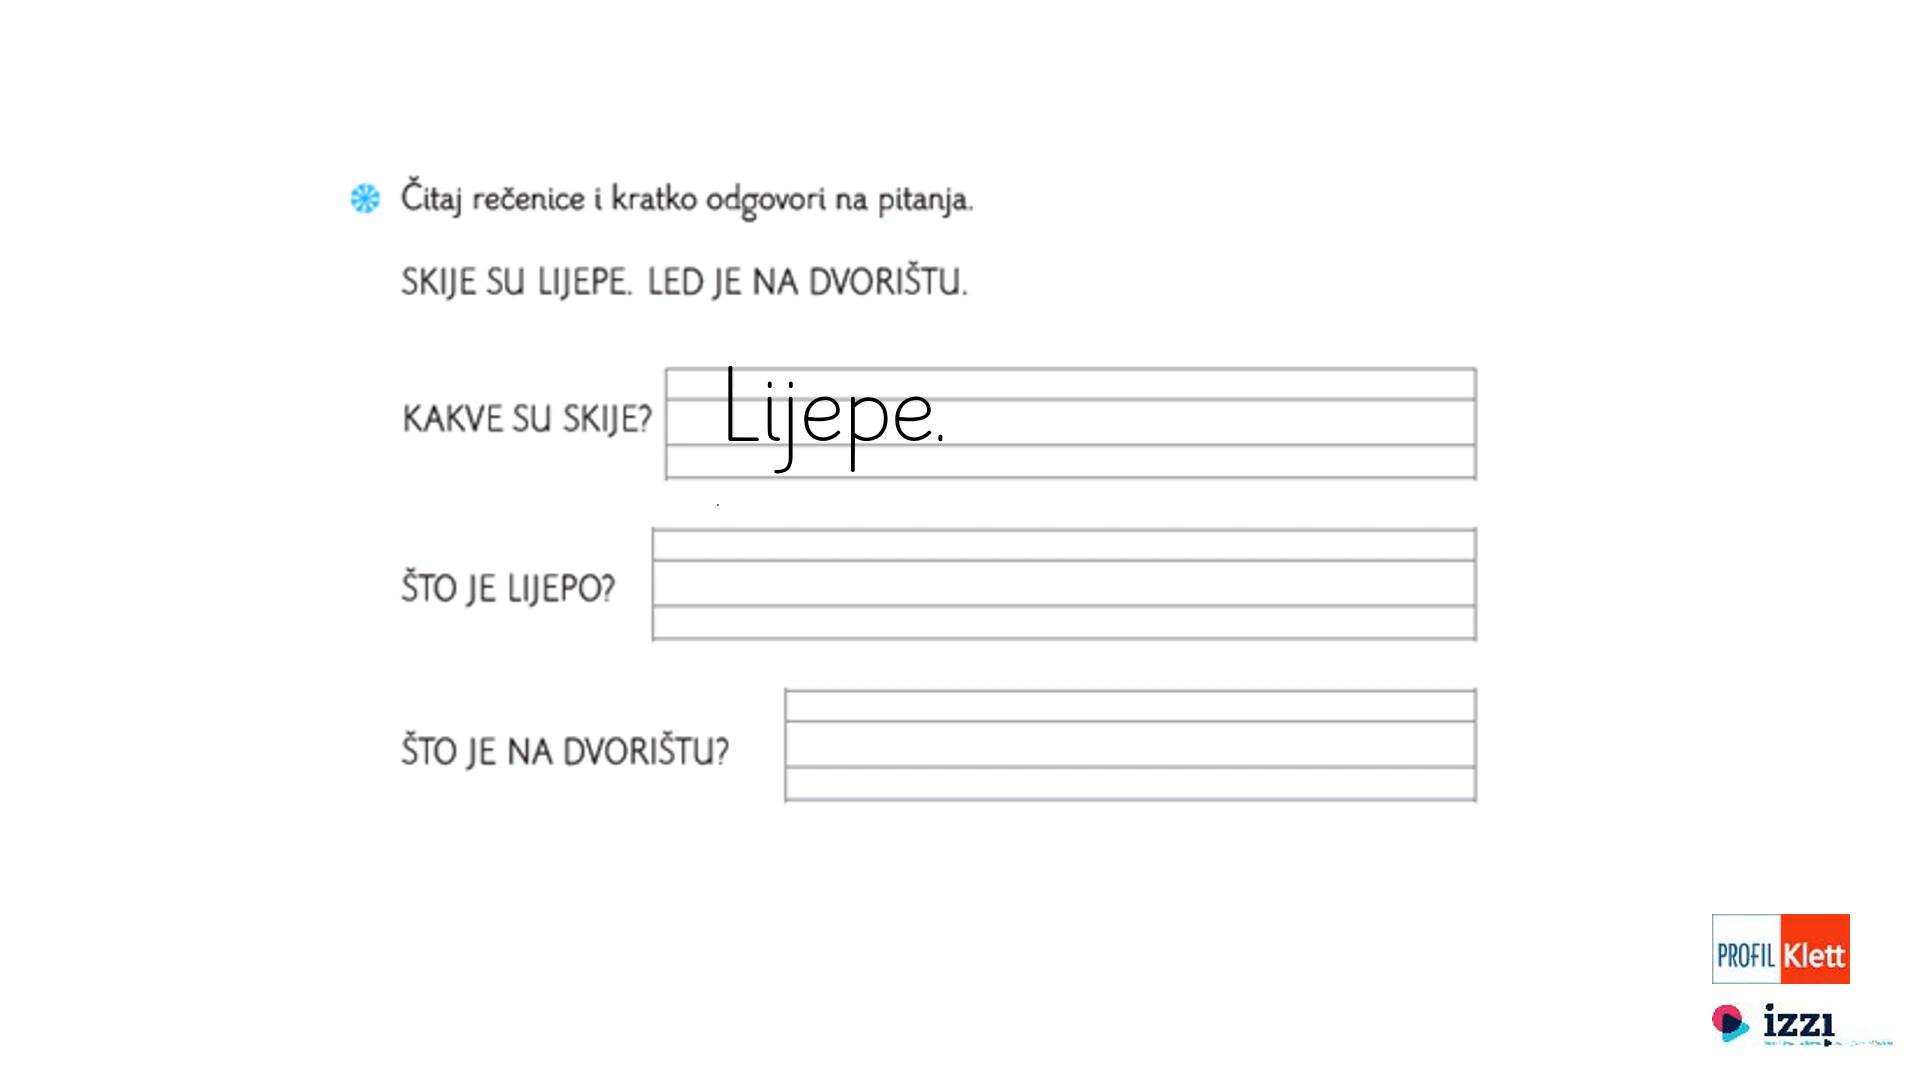 Čitaj rečenice i kratko odgovori na pitanja.
SKIJE SU LIJEPE. LED JE NA DVORIŠTU.
KAKVE SU SKIJE? Lijepe.
ŠTO JE LIJEPO?
ŠTO JE NA DVORIŠTU?
PROFIL Klett
izzi